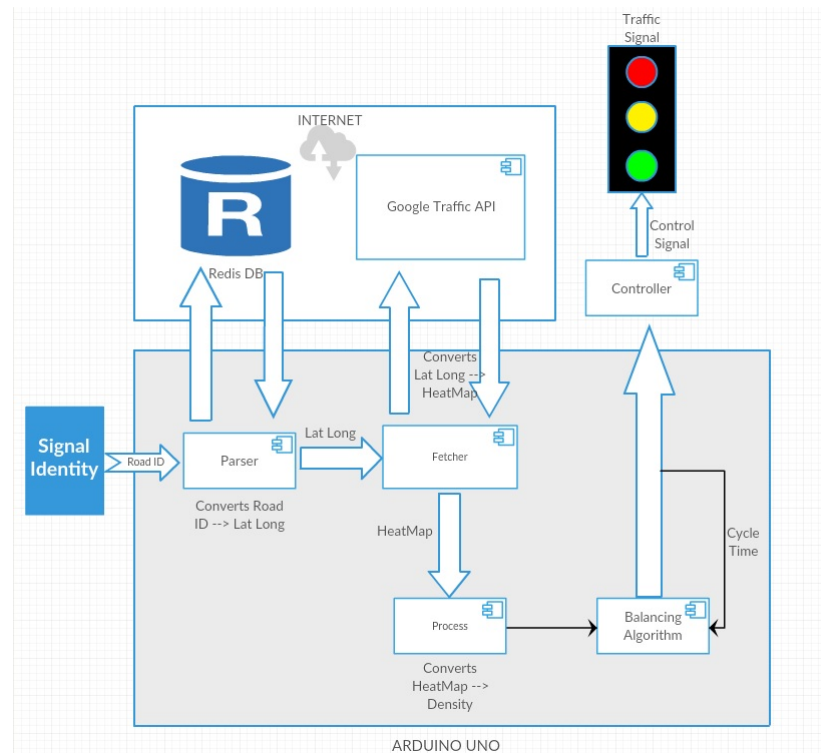 Traffic
Signal
INTERNET
R
Google Traffic API
Redis DB
Control
Signal
Controller
Converts
Lat Long -->
HeatMap
Signal
Identity
Road ID
Parser
Lat Long
Fetcher
Converts Road
ID --> Lat Long
HeatMap
Cycle
Time
Process
Balancing
Algorithm
Converts
HeatMap -->
Density
ARDUINO UNO